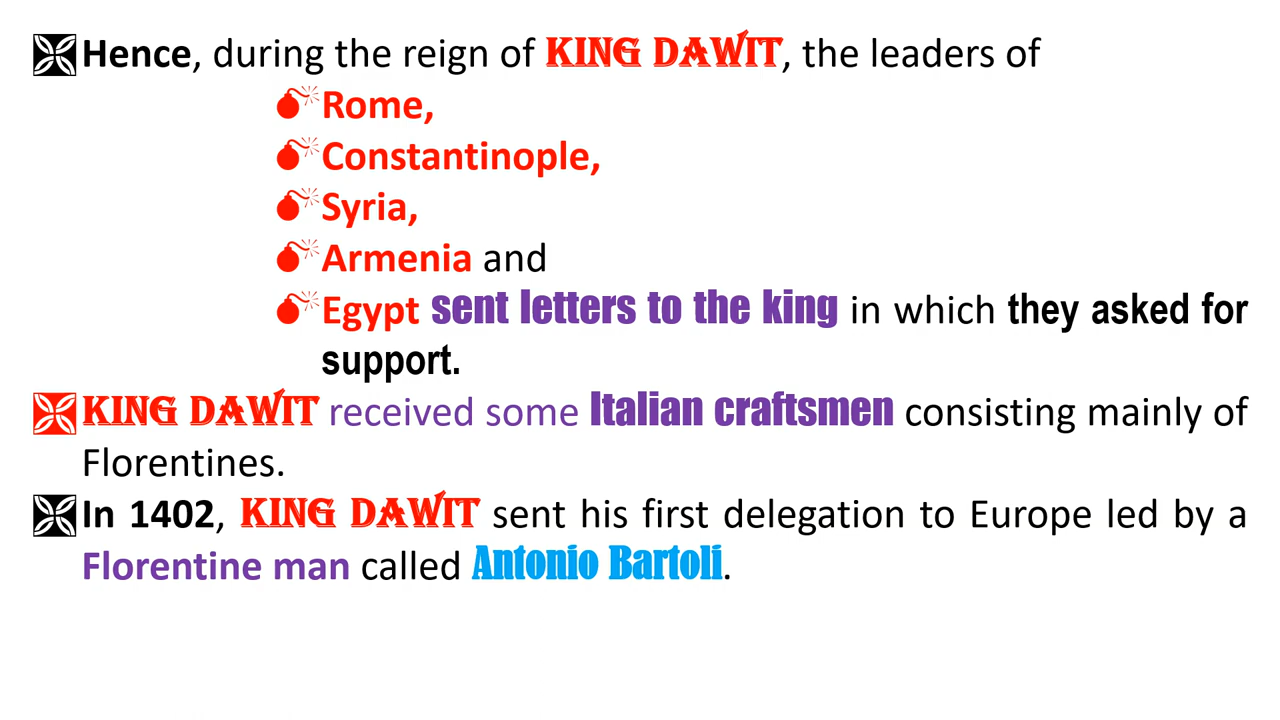 Hence, during the reign of KING DAWIT, the leaders of
Rome,
Constantinople,
Syria,
Armenia and
Egypt sent letters to the king in which they asked for
support.
KING DAWIT received some Italian craftsmen consisting mainly of
Florentines.
In 1402, KING DAWIT sent his first delegation to Europe led by a
Florentine man called Antonio Bartoli.